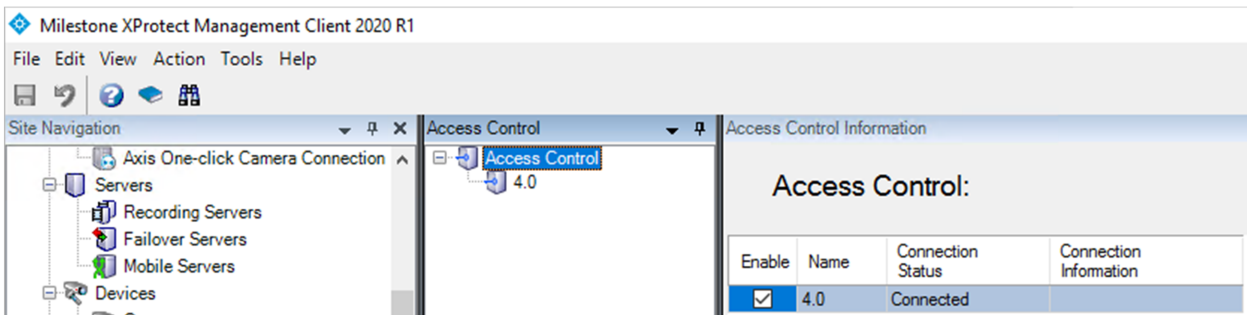 Milestone XProtect Management Client 2020 R1
File Edit View Action Tools Help
Site Navigation
Axis One-click Camera Connection
Servers
Recording Servers
Failover Servers
Mobile Servers
Devices
Access Control
Access Control
4.0
Access Control Information
Access Control:
Enable Name Connection Status Connection Information
4.0 Connected